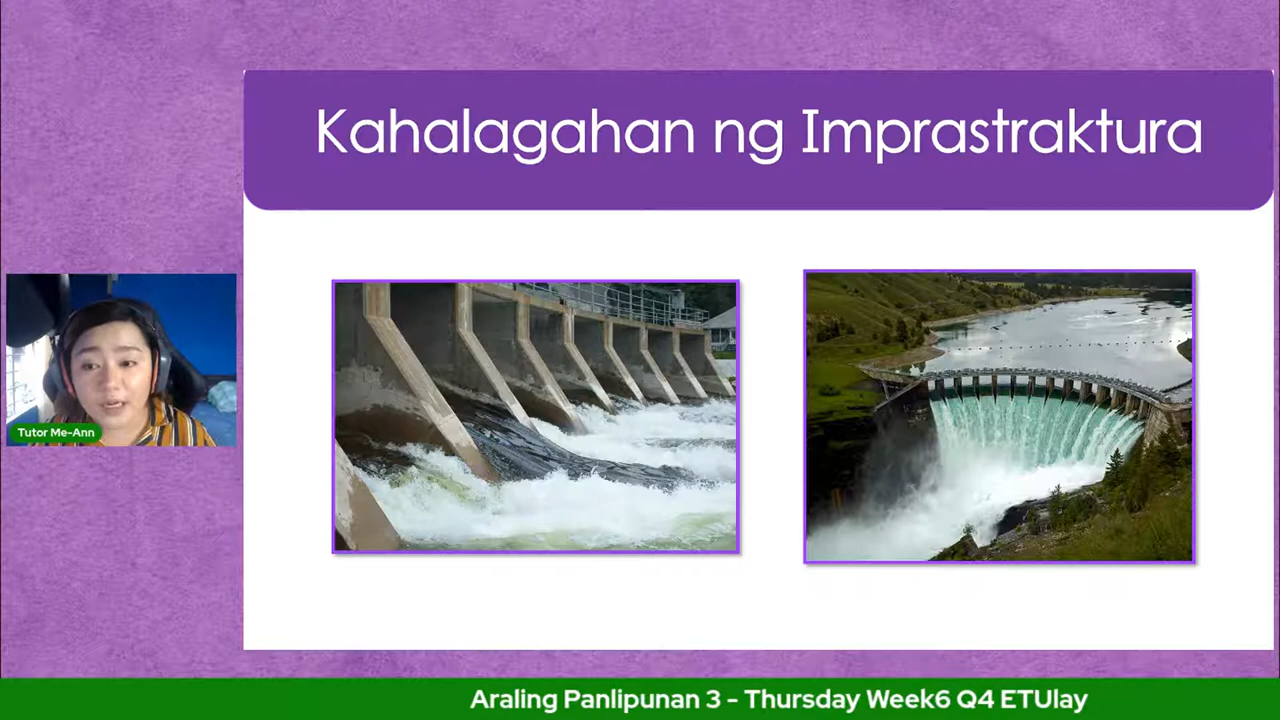 Kahalagahan ng Imprastraktura
Tutor Me-Ann
Araling Panlipunan 3 - Thursday Week6 Q4 ETUlay